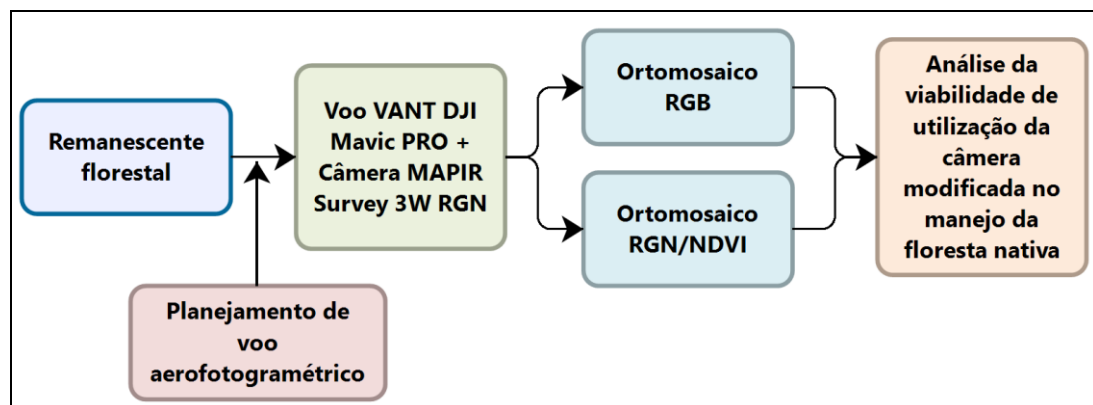 Remanescente
florestal
Planejamento de
voo
aerofotogramétrico
Voo VANT DJI
Mavic PRO +
Câmera MAPIR
Survey 3W RGN
Ortomosaico
RGB
Ortomosaico
RGN/NDVI
Análise da
viabilidade de
utilização da
câmera
modificada no
manejo da
floresta nativa